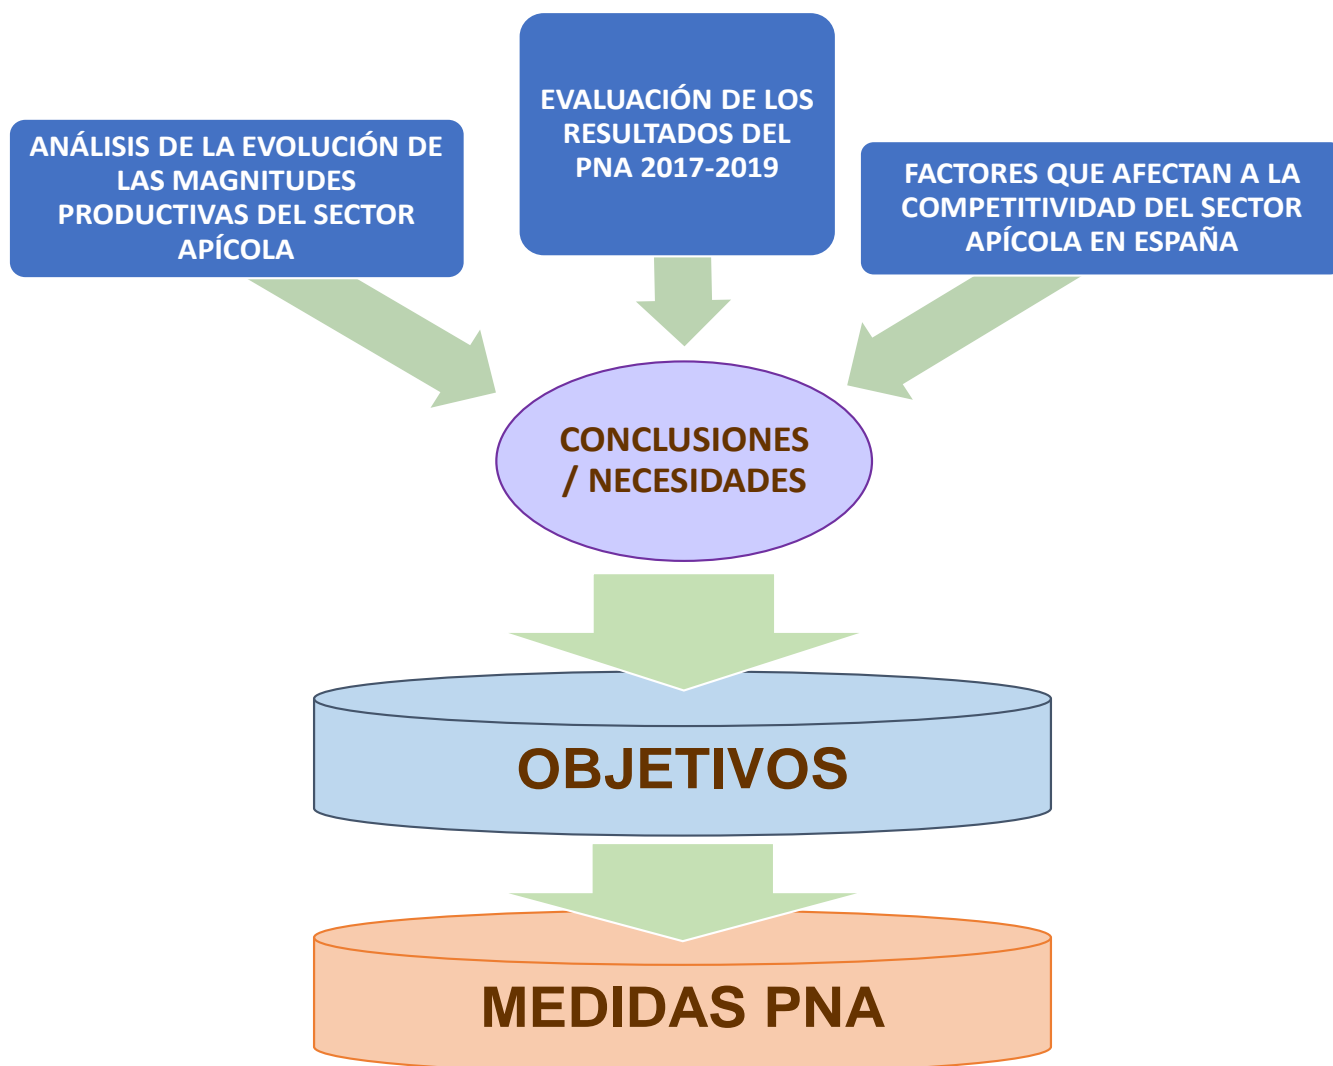 ANÁLISIS DE LA EVOLUCIÓN DE
LAS MAGNITUDES
PRODUCTIVAS DEL SECTOR
APÍCOLA
EVALUACIÓN DE LOS
RESULTADOS DEL
PNA 2017-2019
FACTORES QUE AFECTAN A LA
COMPETITIVIDAD DEL SECTOR
APÍCOLA EN ESPAÑA
CONCLUSIONES
/ NECESIDADES
OBJETIVOS
MEDIDAS PNA